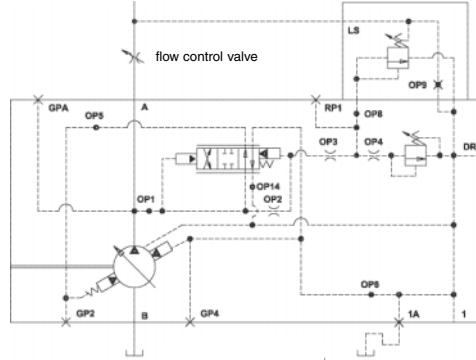 LS
flow control valve
OP9
GPA
A
RP1
OP5
OP8
OP3
OP4
DR
OP14
OP1
OP2
OP6
GP2
B
GP4
1A
1